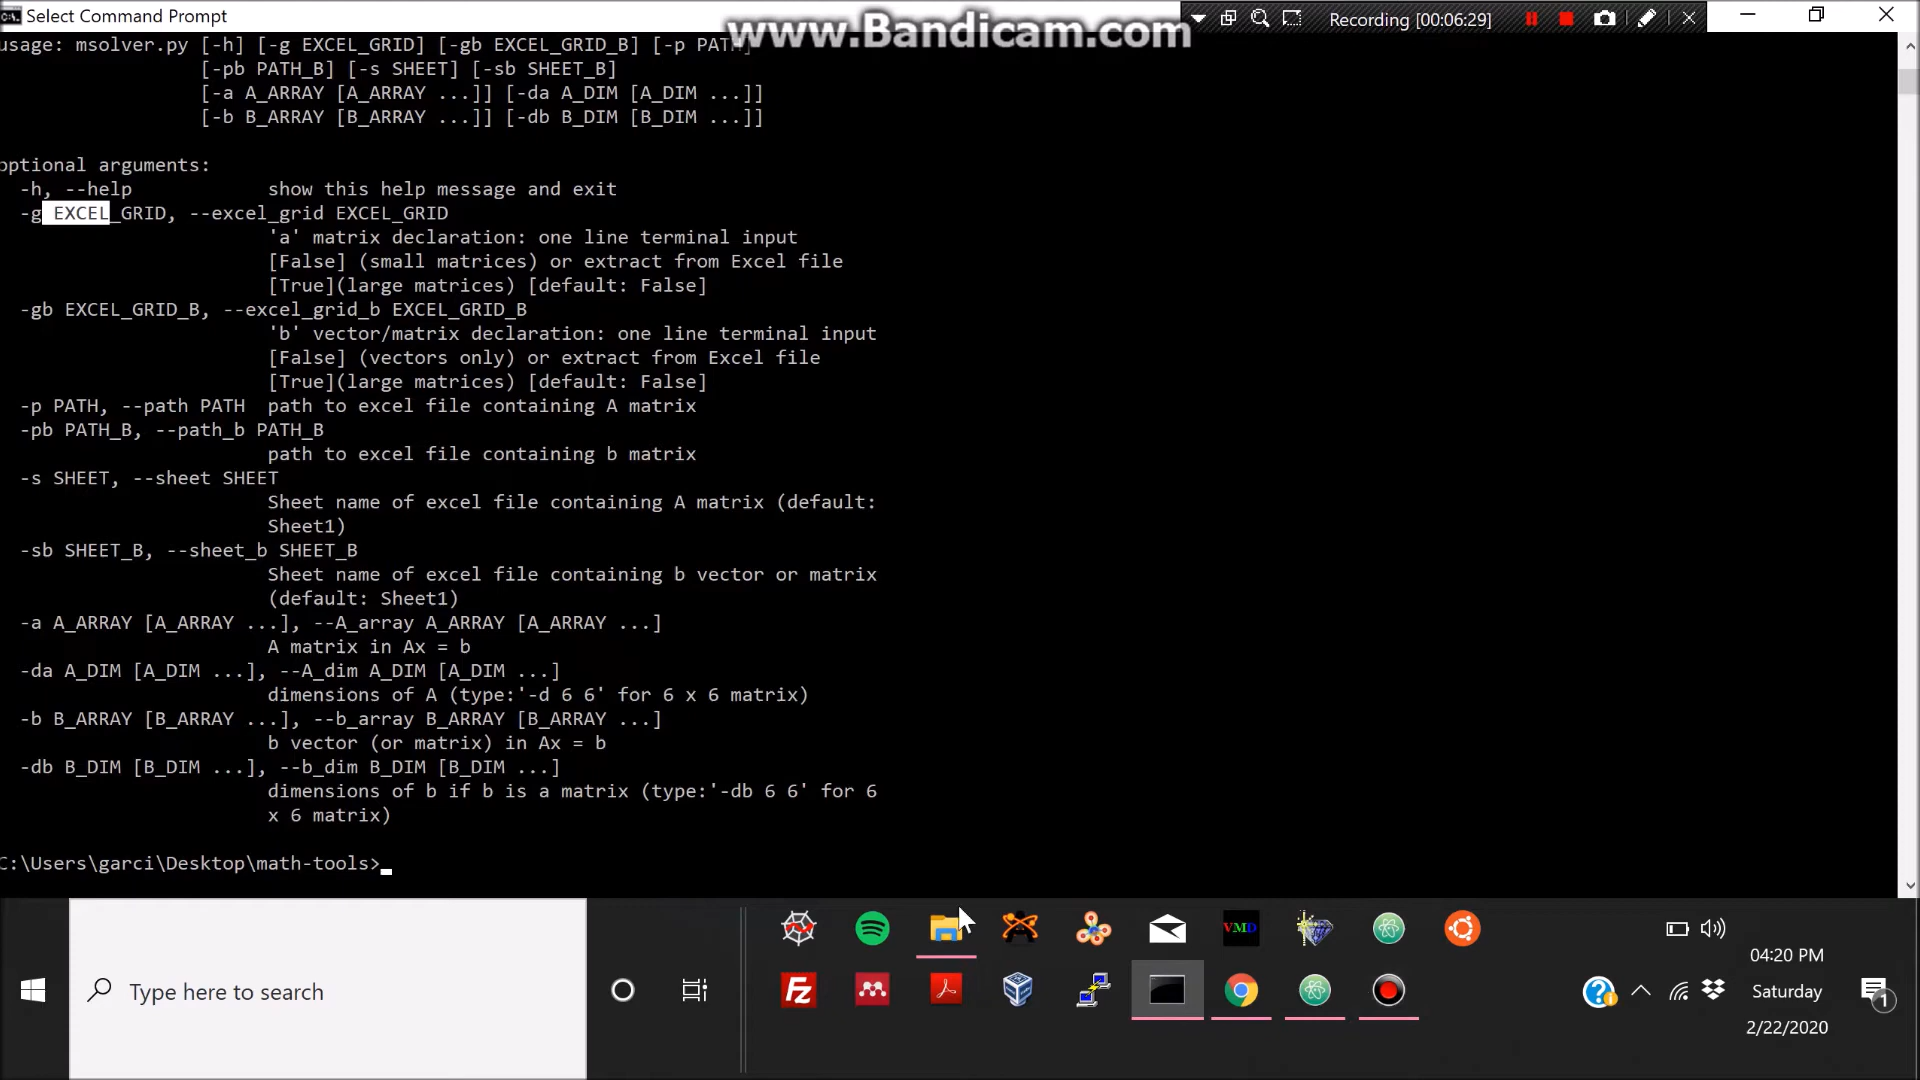 Select Command Prompt
Recording [00:06:29]
www.Bandicam.com
usage: msolver.py [-h] [-g EXCEL_GRID] [-gb EXCEL_GRID_B] [-p PATH]
[-pb PATH_B] [-s SHEET] [-sb SHEET_B]
[-a A_ARRAY [A_ARRAY ...]] [-da A_DIM [A_DIM ...]]
[-b B_ARRAY [B_ARRAY ...]] [-db B_DIM [B_DIM ...]]
optional arguments:
-h, --help show this help message and exit
-g EXCEL_GRID, --excel_grid EXCEL_GRID
'a' matrix declaration: one line terminal input
[False] (small matrices) or extract from Excel file
[True](large matrices) [default: False]
-gb EXCEL_GRID_B, --excel_grid_b EXCEL_GRID_B
'b' vector/matrix declaration: one line terminal input
[False] (vectors only) or extract from Excel file
[True](large matrices) [default: False]
-p PATH, --path PATH path to excel file containing A matrix
-pb PATH_B, --path_b PATH_B
path to excel file containing b matrix
-s SHEET, --sheet SHEET
Sheet name of excel file containing A matrix (default:
Sheet1)
-sb SHEET_B, --sheet_b SHEET_B
Sheet name of excel file containing b vector or matrix
(default: Sheet1)
-a A_ARRAY [A_ARRAY ...], --A_array A_ARRAY [A_ARRAY ...]
A matrix in Ax = b
-da A_DIM [A_DIM ...], --A_dim A_DIM [A_DIM ...]
dimensions of A (type:'-d 6 6' for 6 x 6 matrix)
-b B_ARRAY [B_ARRAY ...], --b_array B_ARRAY [B_ARRAY ...]
b vector (or matrix) in Ax = b
-db B_DIM [B_DIM ...], --b_dim B_DIM [B_DIM ...]
dimensions of b if b is a matrix (type:'-db 6 6' for 6
x 6 matrix)
C:\Users\garci\Desktop\math-tools>
VMD
04:20 PM
Fz
Type here to search
Saturday
1
2/22/2020